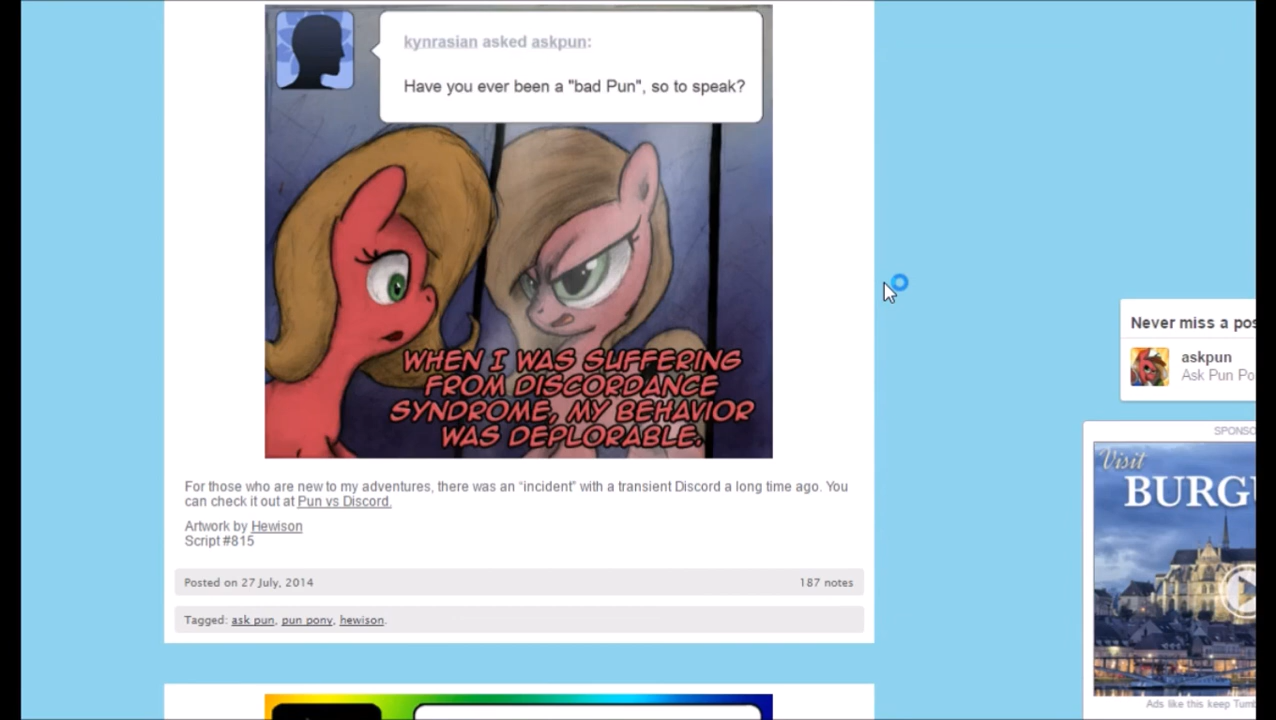 kynrasian asked askpun:
Have you ever been a "bad Pun", so to speak?
WHEN I WAS SUFFERING
FROM DISCORDANCE
SYNDROME, MY BEHAVIOR
WAS DEPLORABLE.
For those who are new to my adventures, there was an “incident” with a transient Discord a long time ago. You
can check it out at Pun vs Discord.
Artwork by Hewison
Script #815
Posted on 27 July, 2014
187 notes
Tagged: ask pun, pun pony, hewison.
Never miss a pos
askpun
Ask Pun Po
SPONSO
Visit
BURGU
Ads like this keep Tum